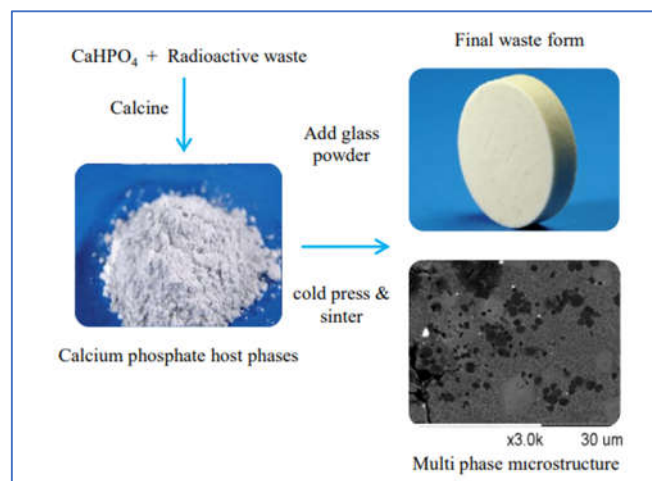 CaHPO₄ + Radioactive waste
Calcine
Calcium phosphate host phases
Add glass
powder
cold press &
sinter
Final waste form
x3.0k 30 um
Multi phase microstructure